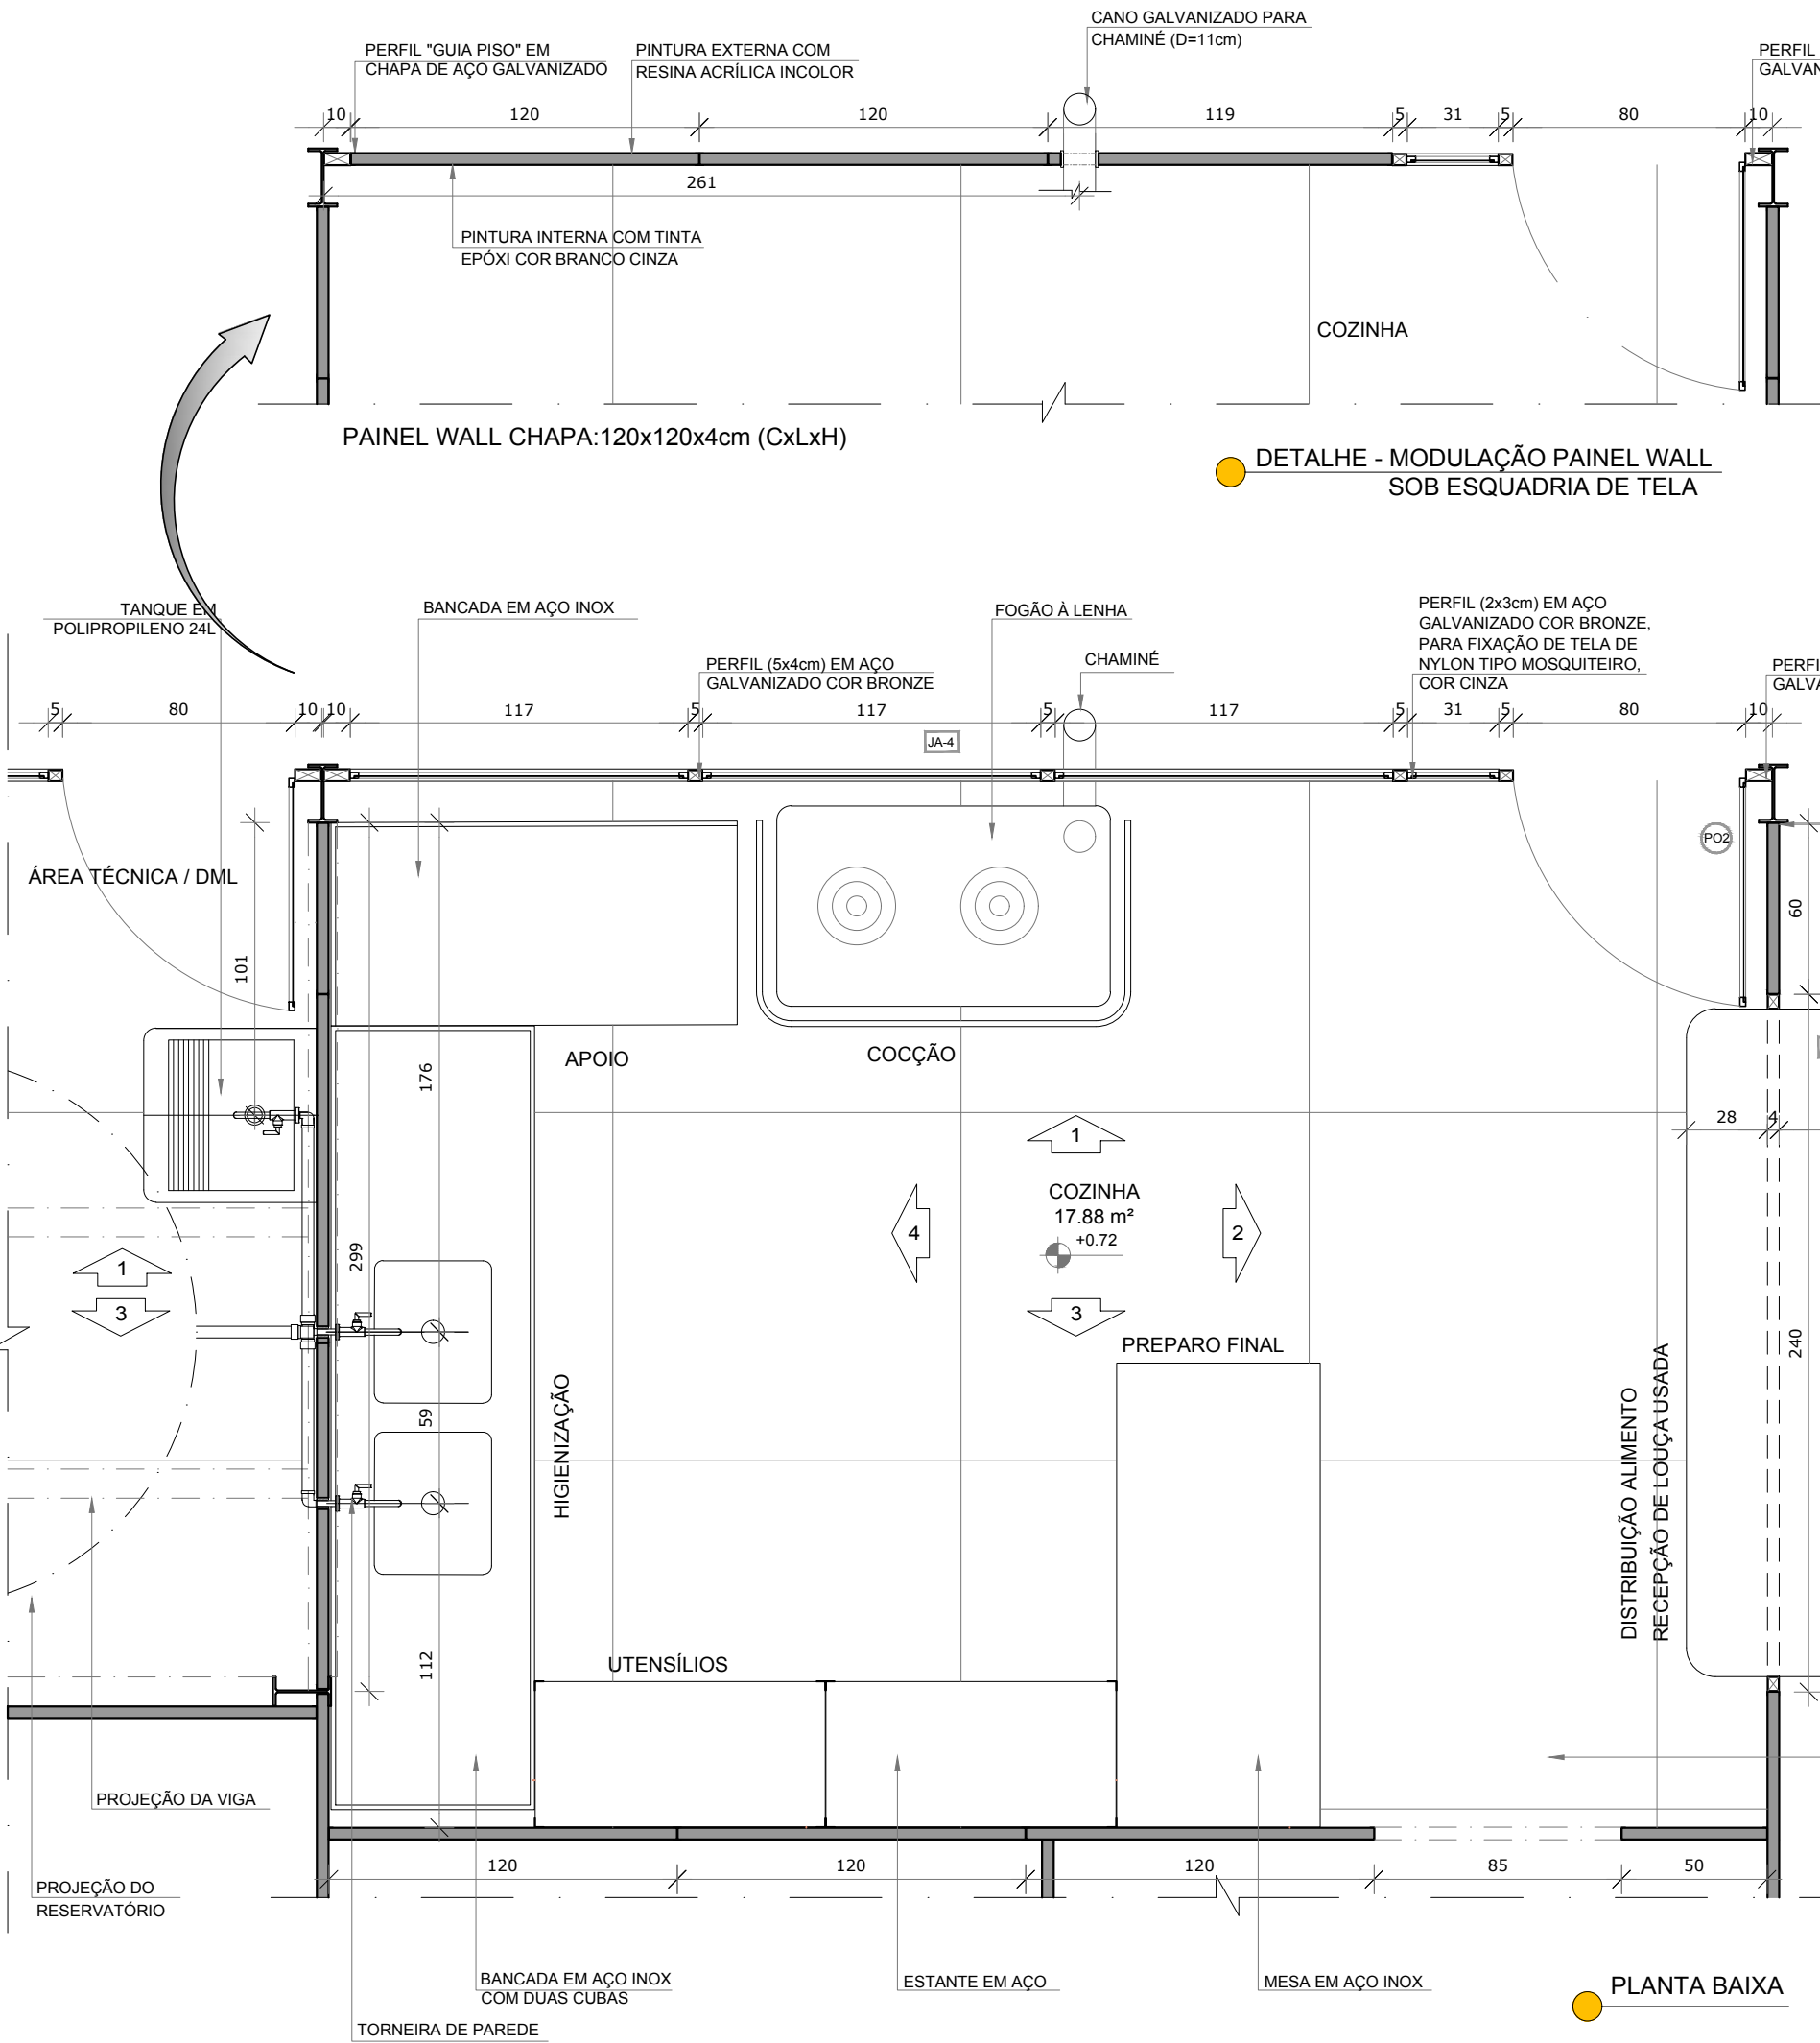 CANO GALVANIZADO PARA
CHAMINÉ (D=11cm)
PERFIL "GUIA PISO" EM
CHAPA DE AÇO GALVANIZADO
PINTURA EXTERNA COM
RESINA ACRÍLICA INCOLOR
PERFIL
GALVAN
10 120 120 119 5 31 5 80 10
261
PINTURA INTERNA COM TINTA
EPÓXI COR BRANCO CINZA
COZINHA
PAINEL WALL CHAPA:120x120x4cm (CxLxH)
DETALHE - MODULAÇÃO PAINEL WALL
SOB ESQUADRIA DE TELA
TANQUE EM
POLIPROPILENO 24L
BANCADA EM AÇO INOX
PERFIL (5x4cm) EM AÇO
GALVANIZADO COR BRONZE
FOGÃO À LENHA
CHAMINÉ
PERFIL (2x3cm) EM AÇO
GALVANIZADO COR BRONZE,
PARA FIXAÇÃO DE TELA DE
NYLON TIPO MOSQUITEIRO,
COR CINZA
PERFI
GALVA
5 80 10 10 117 5 117 5 117 5 31 5 80 10
JA-4
PO2
ÁREA TÉCNICA / DML
101
60
APOIO
COCÇÃO
176
28 4
1
COZINHA
17.88 m²
+0.72
4
2
3
299
1
3
PREPARO FINAL
240
59
HIGIENIZAÇÃO
DISTRIBUIÇÃO ALIMENTO
RECEPÇÃO DE LOUÇA USADA
112
UTENSÍLIOS
PROJEÇÃO DA VIGA
120 120 120 85 50
PROJEÇÃO DO
RESERVATÓRIO
BANCADA EM AÇO INOX
COM DUAS CUBAS
ESTANTE EM AÇO
MESA EM AÇO INOX
PLANTA BAIXA
TORNEIRA DE PAREDE